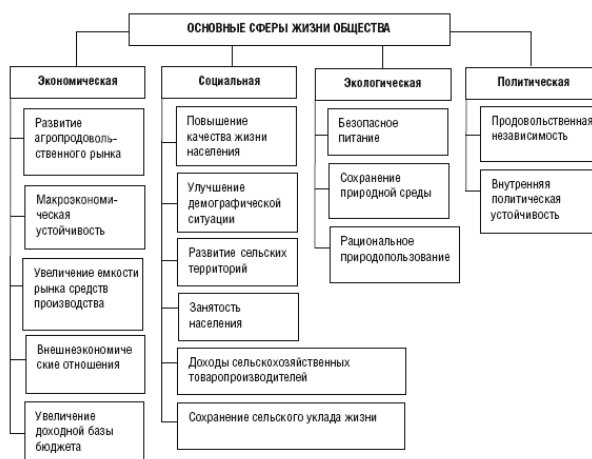 ОСНОВНЫЕ СФЕРЫ ЖИЗНИ ОБЩЕСТВА
Экономическая
Развитие
агропродоволь-
ственного рынка
Макроэкономи-
ческая
устойчивость
Увеличение емкости
рынка средств
производства
Внешнеэкономиче
ские отношения
Увеличение
доходной базы
бюджета
Социальная
Повышение
качества жизни
населения
Улучшение
демографической
ситуации
Развитие сельских
территорий
Занятость
населения
Доходы сельскохозяйственных
товаропроизводителей
Сохранение сельского уклада жизни
Экологическая
Безопасное
питание
Сохранение
природной среды
Рациональное
природопользование
Политическая
Продовольственная
независимость
Внутренняя
политическая
устойчивость